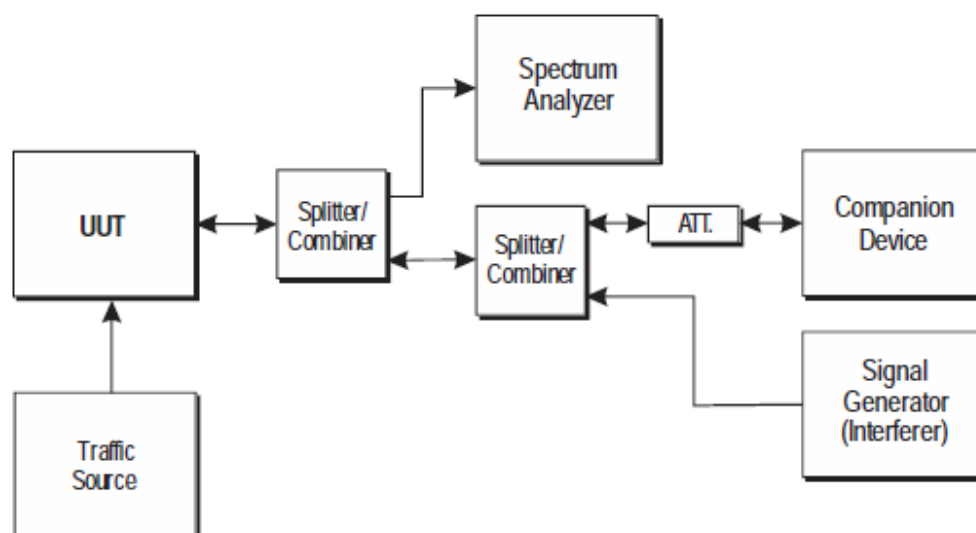 Spectrum
Analyzer
UUT
Splitter/
Combiner
Splitter/
Combiner
ATT.
Companion
Device
Signal
Generator
(Interferer)
Traffic
Source